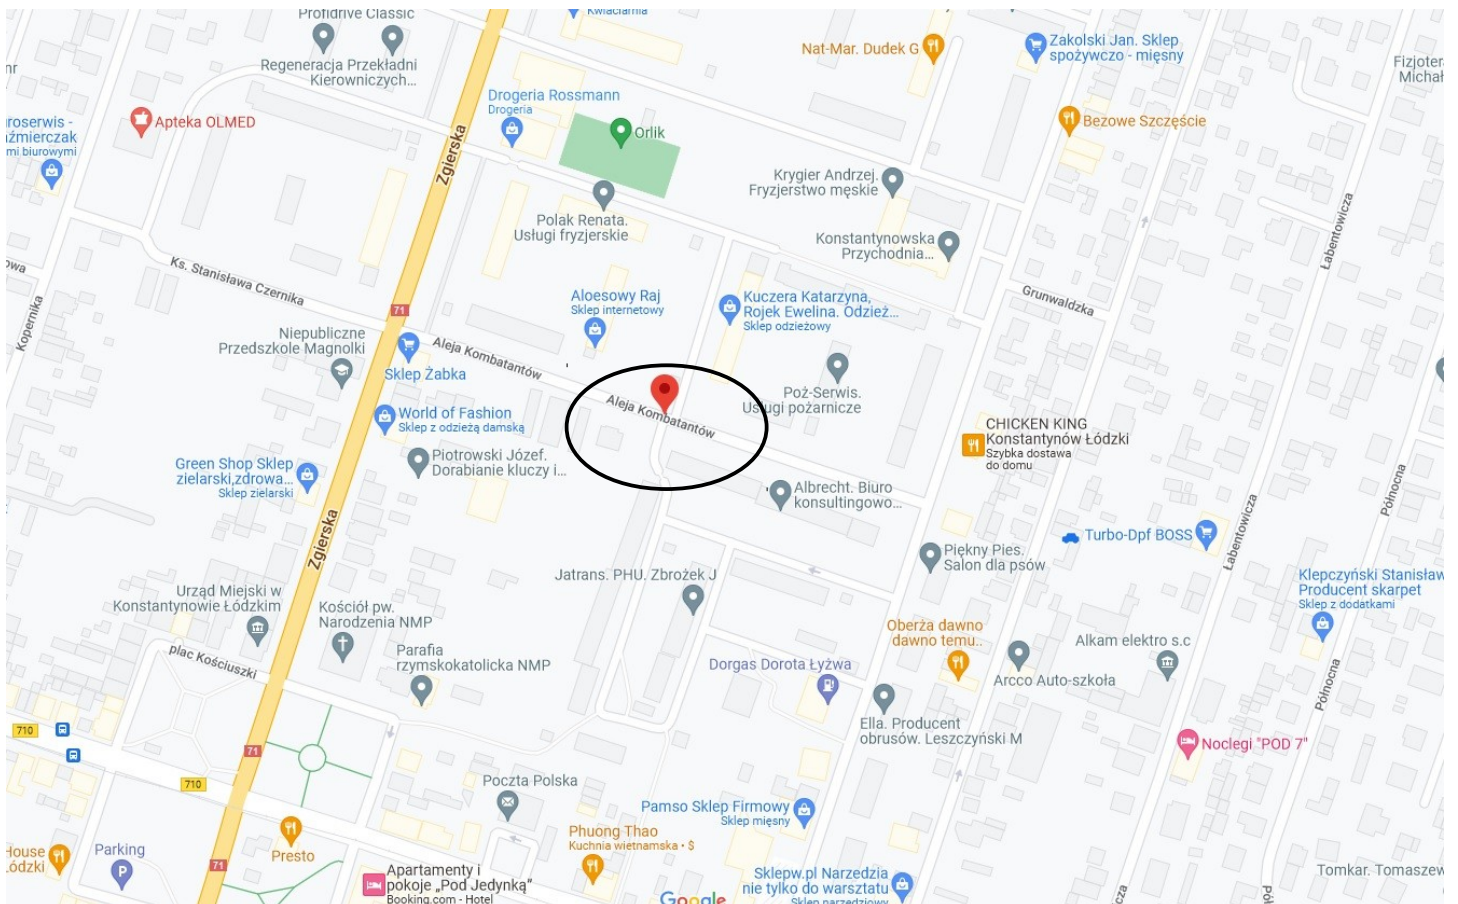 Profidrive Classic
Kwiaciarnia
Regeneracja Przekładni
Kierowniczych...
Nat-Mar. Dudek G
Zakolski Jan. Sklep
spożywczo - mięsny
Fizjoter
Michał
Drogeria Rossmann
Drogeria
Apteka OLMED
mi biurowymi
Zgierska
Orlik
Bezowe Szczęście
Krygier Andrzej.
Fryzjerstwo męskie
Polak Renata.
Usługi fryzjerskie
Konstantynowska
Przychodnia...
Łabentowicza
Ks. Stanisława Czernika
Kopernika
71
Aloesowy Raj
Sklep internetowy
Kuczera Katarzyna,
Rojek Ewelina. Odzież...
Sklep odzieżowy
Grunwaldzka
Niepubliczne
Przedszkole Magnolki
Aleja Kombatantów
Sklep Żabka
Poż-Serwis.
Usługi pożarnicze
Aleja Kombatantów
World of Fashion
Sklep z odzieżą damską
CHICKEN KING
Konstantynów Łódzki
Szybka dostawa
do domu
Piotrowski Józef.
Dorabianie kluczy i...
Green Shop Sklep
zielarski,zdrowa...
Sklep zielarski
Albrecht. Biuro
konsultingowo...
Północna
Łabentowicza
Zgierska
Turbo-Dpf BOSS
Piękny Pies.
Salon dla psów
Jatrans. PHU. Zbrożek J
Klepczyński Stanisław
Producent skarpet
Sklep z dodatkami
Urząd Miejski w
Konstantynowie Łódzkim
Kościół pw.
Narodzenia NMP
Oberża dawno
dawno temu..
Alkam elektro s.c
plac Kościuszki
Parafia
rzymskokatolicka NMP
Dorgas Dorota Łyżwa
Arcco Auto-szkoła
Północna
Ella. Producent
obrusów. Leszczyński M
710
71
Noclegi "POD 7"
710
Poczta Polska
Pamso Sklep Firmowy
Sklep mięsny
Phuong Thao
Kuchnia wietnamska • $
House
Parking
P
Presto
71
Apartamenty i
pokoje „Pod Jedynką”
Booking.com - Hotel
Sklepw.pl Narzedzia
nie tylko do warsztatu
Sklep narzędziowy
Tomkar. Tomaszew
Google